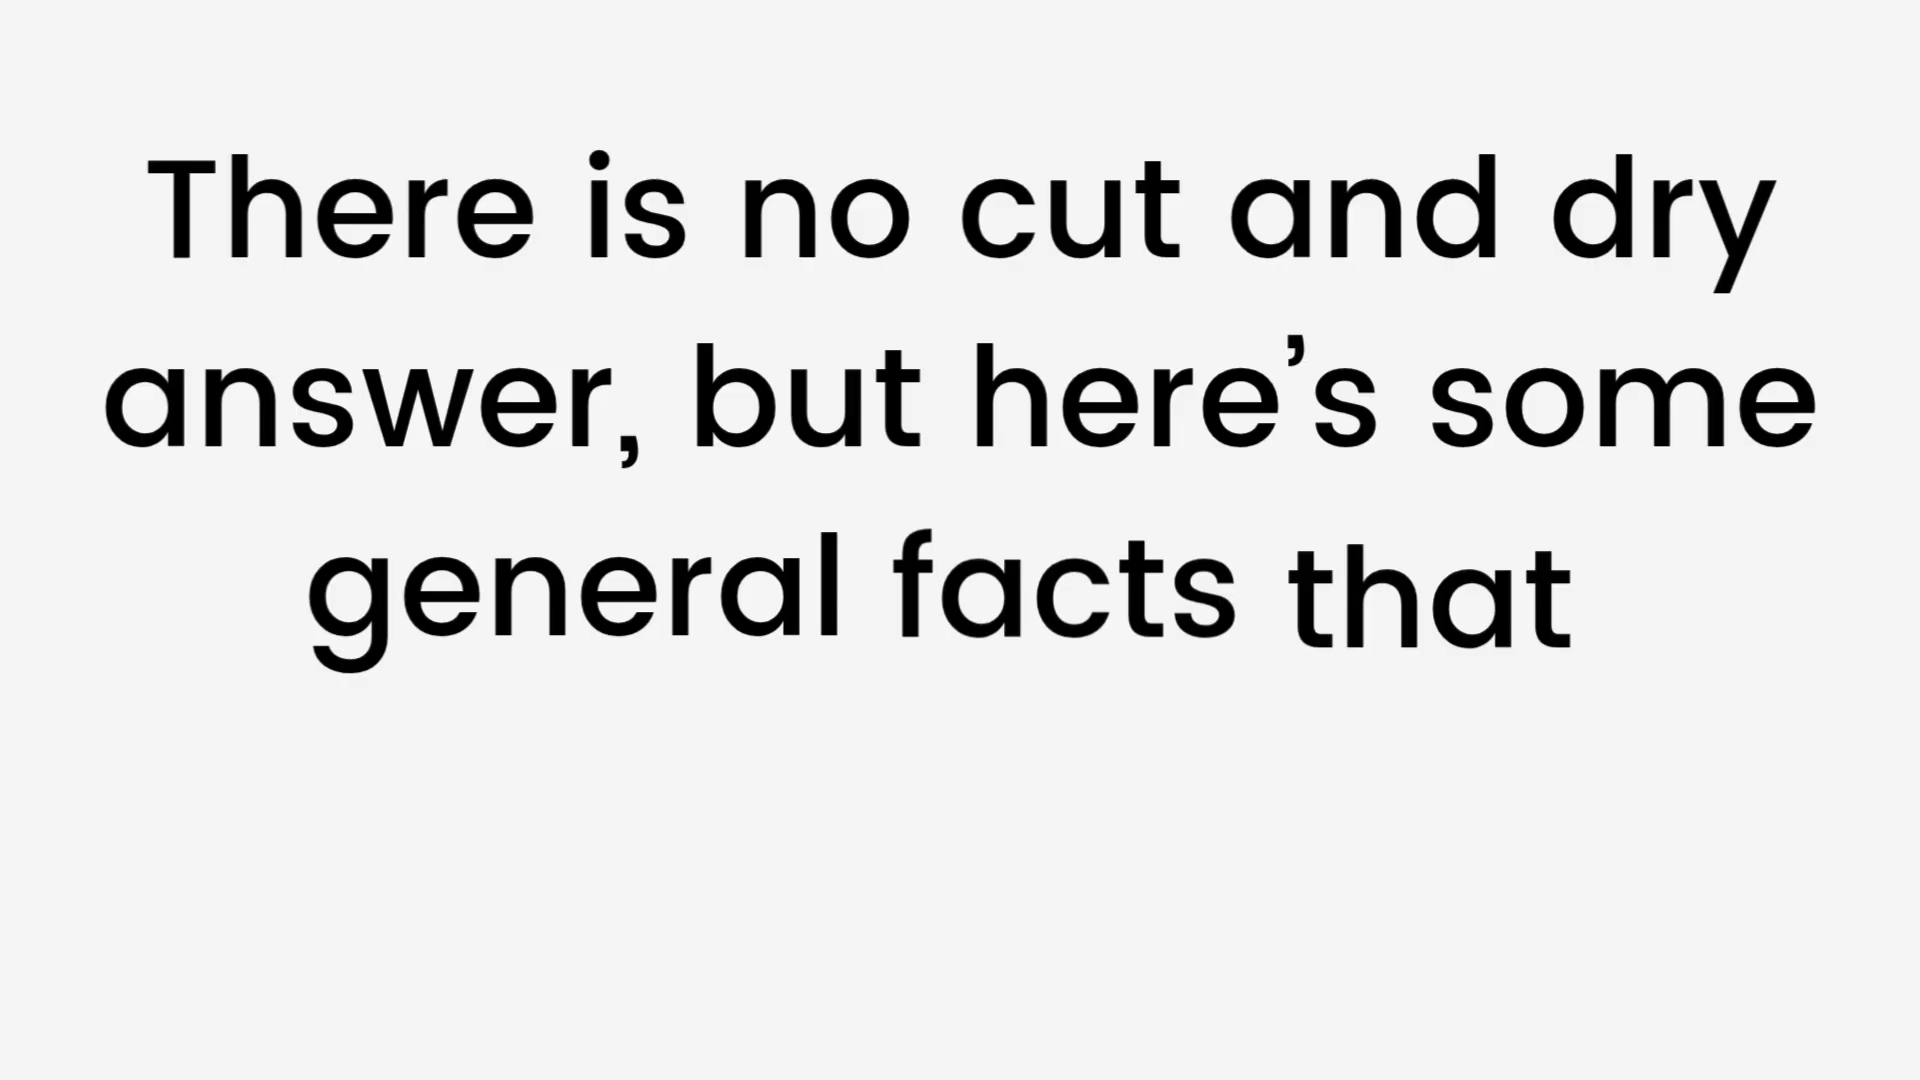 There is no cut and dry
answer, but here’s some
general facts that